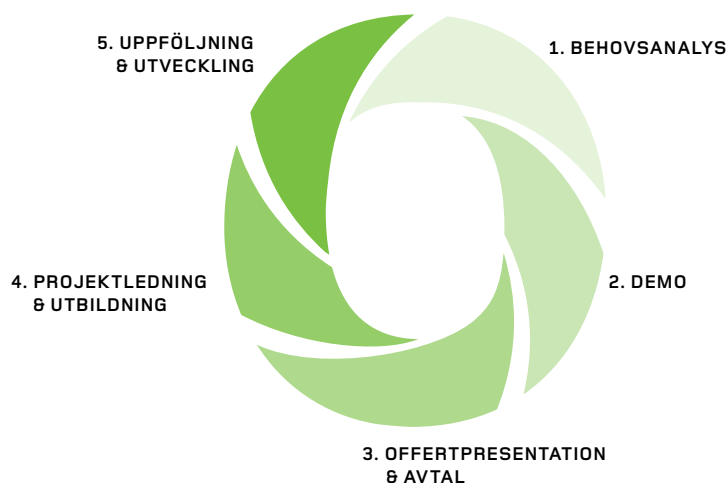 1. BEHOVSANALYS
2. DEMO
3. OFFERTPRESENTATION
& AVTAL
4. PROJEKTLEDNING
& UTBILDNING
5. UPPFÖLJNING
& UTVECKLING